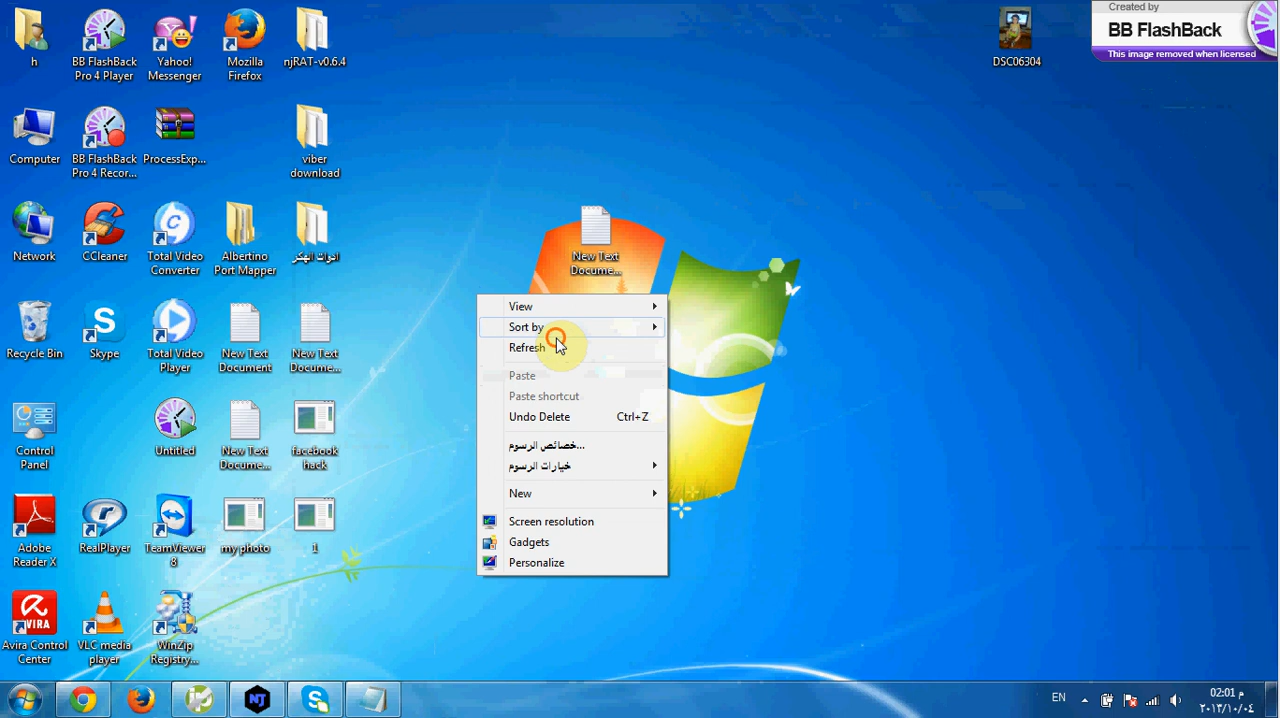 Created by
BB FlashBack
This image removed when licensed
h
BB FlashBack
Pro 4 Player
Yahoo!
Messenger
Mozilla
Firefox
njRAT-v0.6.4
DSC06304
Computer
BB FlashBack
Pro 4 Recor...
ProcessExp...
viber
download
Network
CCleaner
Total Video
Converter
Albertino
Port Mapper
ادوات الهكر
New Text
Docume...
Recycle Bin
Skype
Total Video
Player
New Text
Document
New Text
Docume...
Control
Panel
Untitled
New Text
Docume...
facebook
hack
Adobe
Reader X
RealPlayer
TeamViewer
8
my photo
1
Avira Control
Center
VLC media
player
WinZip
Registry...
AVIRA
View
Sort by
Refresh
Paste
Paste shortcut
Undo Delete Ctrl+Z
خصائص الرسوم...
خيارات الرسوم
New
Screen resolution
Gadgets
Personalize
NJ
EN
02:01 م
٢٠١٣/١٠/٠٤